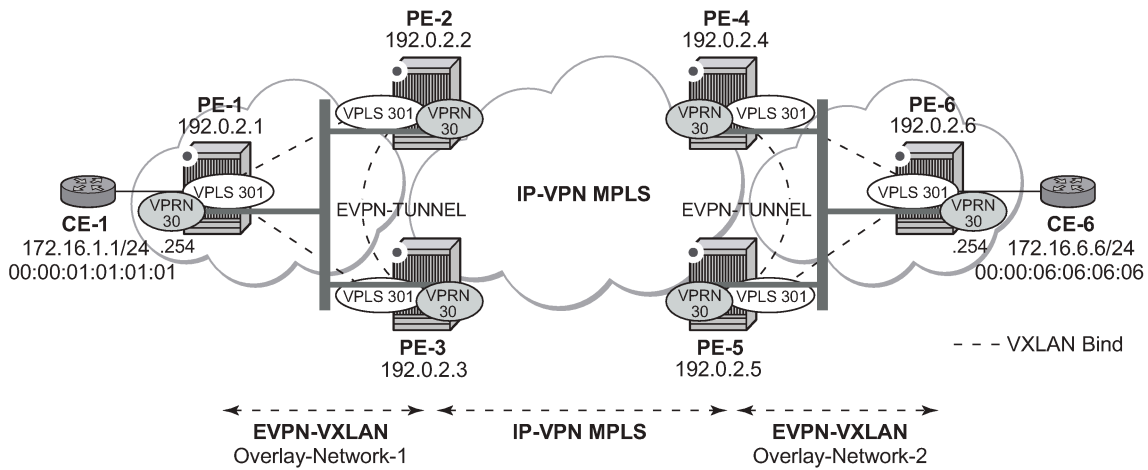 PE-2
192.0.2.2
PE-4
192.0.2.4
PE-1
192.0.2.1
PE-6
192.0.2.6
VPLS 301
VPRN
30
VPLS 301
VPRN
30
VPLS 301
VPRN
30
VPLS 301
VPRN
30
IP-VPN MPLS
EVPN-TUNNEL
EVPN-TUNNEL
CE-1
172.16.1.1/24
00:00:01:01:01:01
.254
CE-6
172.16.6.6/24
00:00:06:06:06:06
.254
VPLS 301
VPRN
30
VPLS 301
VPRN
30
PE-3
192.0.2.3
PE-5
192.0.2.5
VXLAN Bind
EVPN-VXLAN
Overlay-Network-1
IP-VPN MPLS
EVPN-VXLAN
Overlay-Network-2